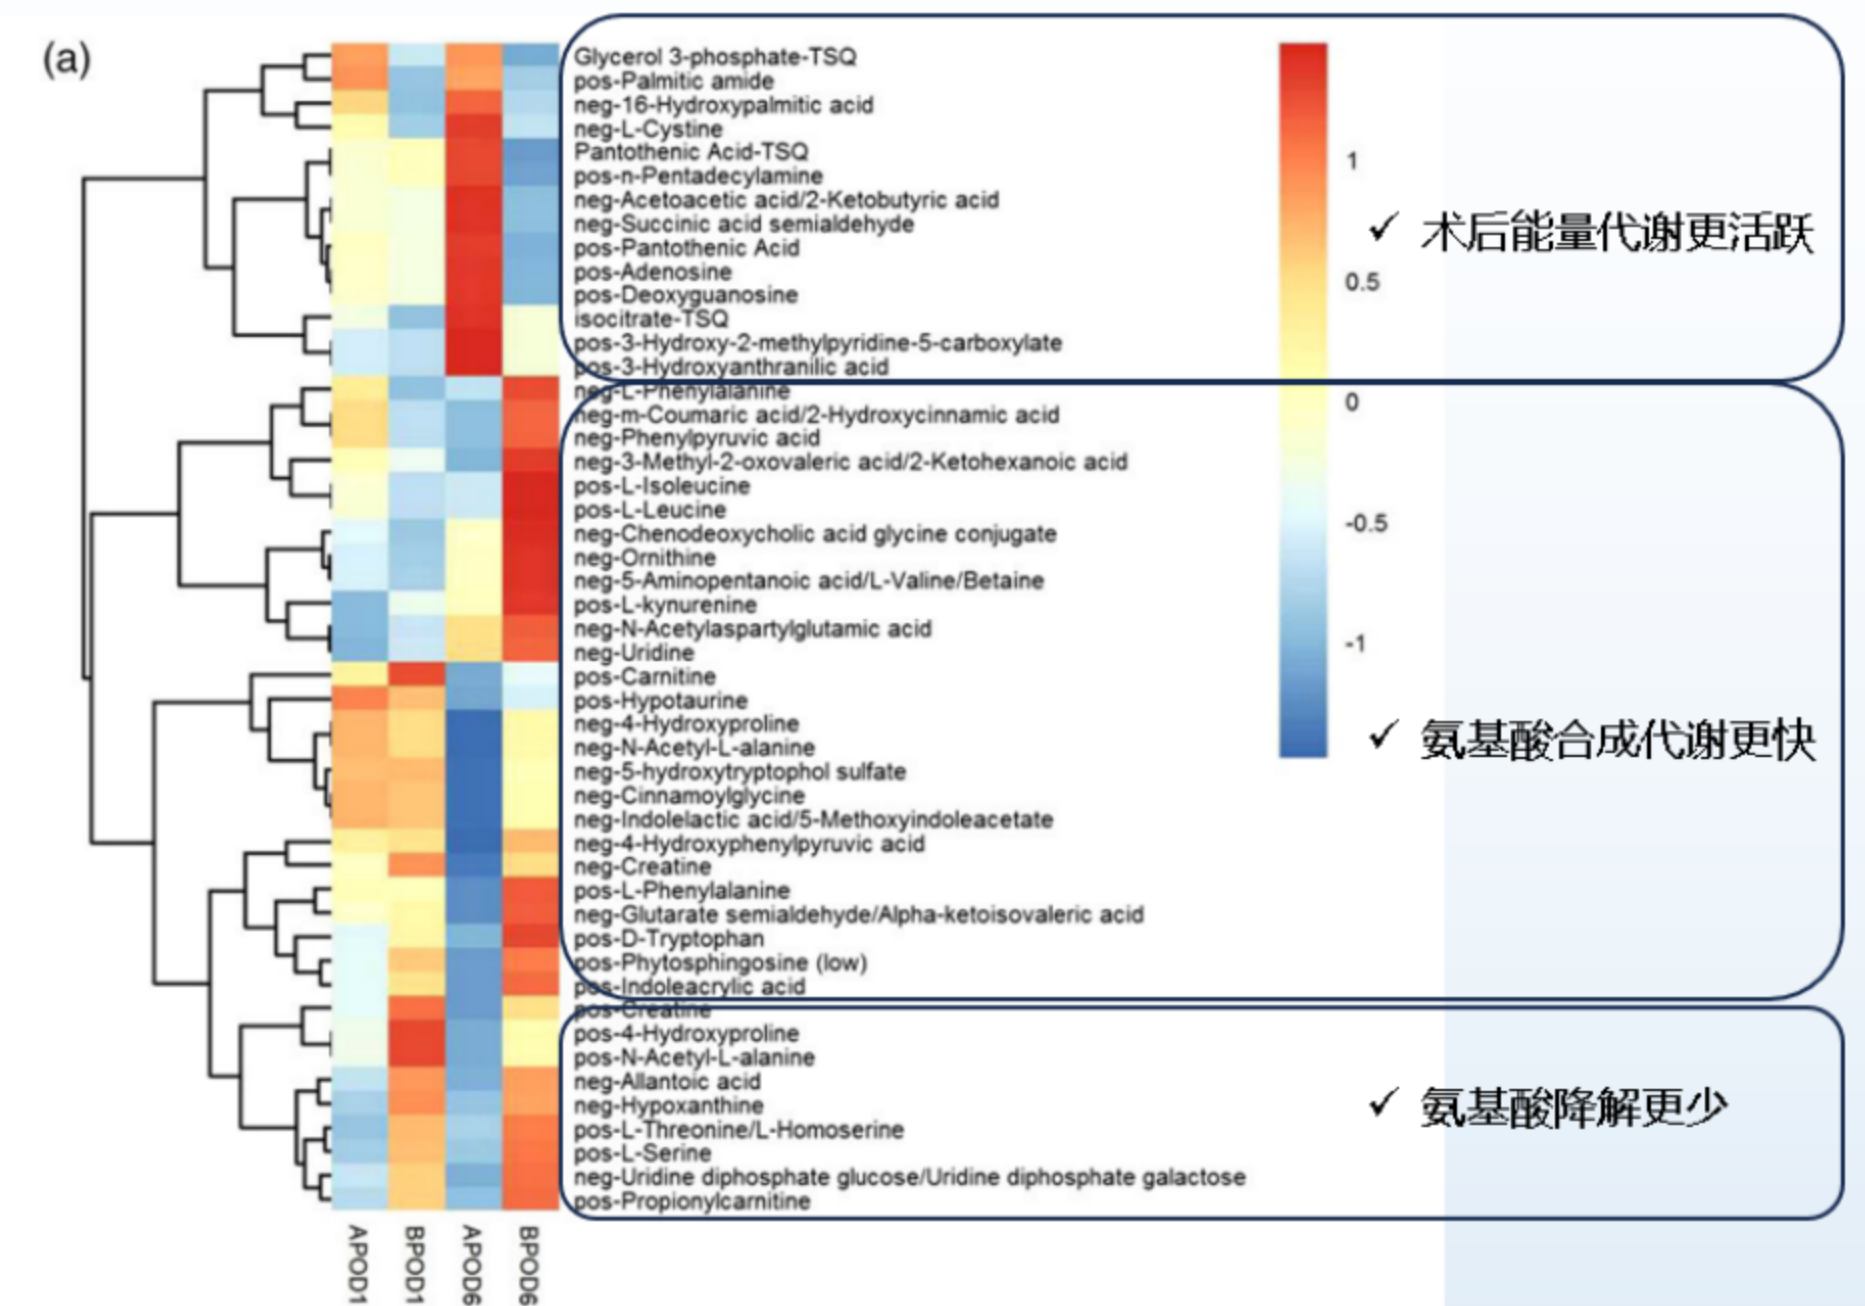 (a)
Glycerol 3-phosphate-TSQ
pos-Palmitic amide
neg-16-Hydroxypalmitic acid
neg-L-Cystine
Pantothenic Acid-TSQ
pos-n-Pentadecylamine
neg-Acetoacetic acid/2-Ketobutyric acid
neg-Succinic acid semialdehyde
pos-Pantothenic Acid
pos-Adenosine
pos-Deoxyguanosine
isocitrate-TSQ
pos-3-Hydroxy-2-methylpyridine-5-carboxylate
pos-3-Hydroxyanthranilic acid
neg-L-Phenylalanine
neg-m-Coumaric acid/2-Hydroxycinnamic acid
neg-Phenylpyruvic acid
neg-3-Methyl-2-oxovaleric acid/2-Ketohexanoic acid
pos-L-Isoleucine
pos-L-Leucine
neg-Chenodeoxycholic acid glycine conjugate
neg-Ornithine
neg-5-Aminopentanoic acid/L-Valine/Betaine
pos-L-kynurenine
neg-N-Acetylaspartylglutamic acid
neg-Uridine
pos-Carnitine
pos-Hypotaurine
neg-4-Hydroxyproline
neg-N-Acetyl-L-alanine
neg-5-hydroxytryptophol sulfate
neg-Cinnamoylglycine
neg-Indolelactic acid/5-Methoxyindoleacetate
neg-4-Hydroxyphenylpyruvic acid
neg-Creatine
pos-L-Phenylalanine
neg-Glutarate semialdehyde/Alpha-ketoisovaleric acid
pos-D-Tryptophan
pos-Phytosphingosine (low)
pos-Indoleacrylic acid
pos-Creatine
pos-4-Hydroxyproline
pos-N-Acetyl-L-alanine
neg-Allantoic acid
neg-Hypoxanthine
pos-L-Threonine/L-Homoserine
pos-L-Serine
neg-Uridine diphosphate glucose/Uridine diphosphate galactose
pos-Propionylcarnitine
APOD1
BPOD1
APOD6
BPOD6
1
0.5
0
-0.5
-1
✓ 术后能量代谢更活跃
✓ 氨基酸合成代谢更快
✓ 氨基酸降解更少